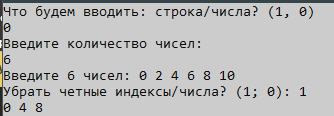 Что будем вводить: строка/числа? (1, 0)
0
Введите количество чисел:
6
Введите 6 чисел: 0 2 4 6 8 10
Убрать четные индексы/числа? (1; 0): 1
0 4 8